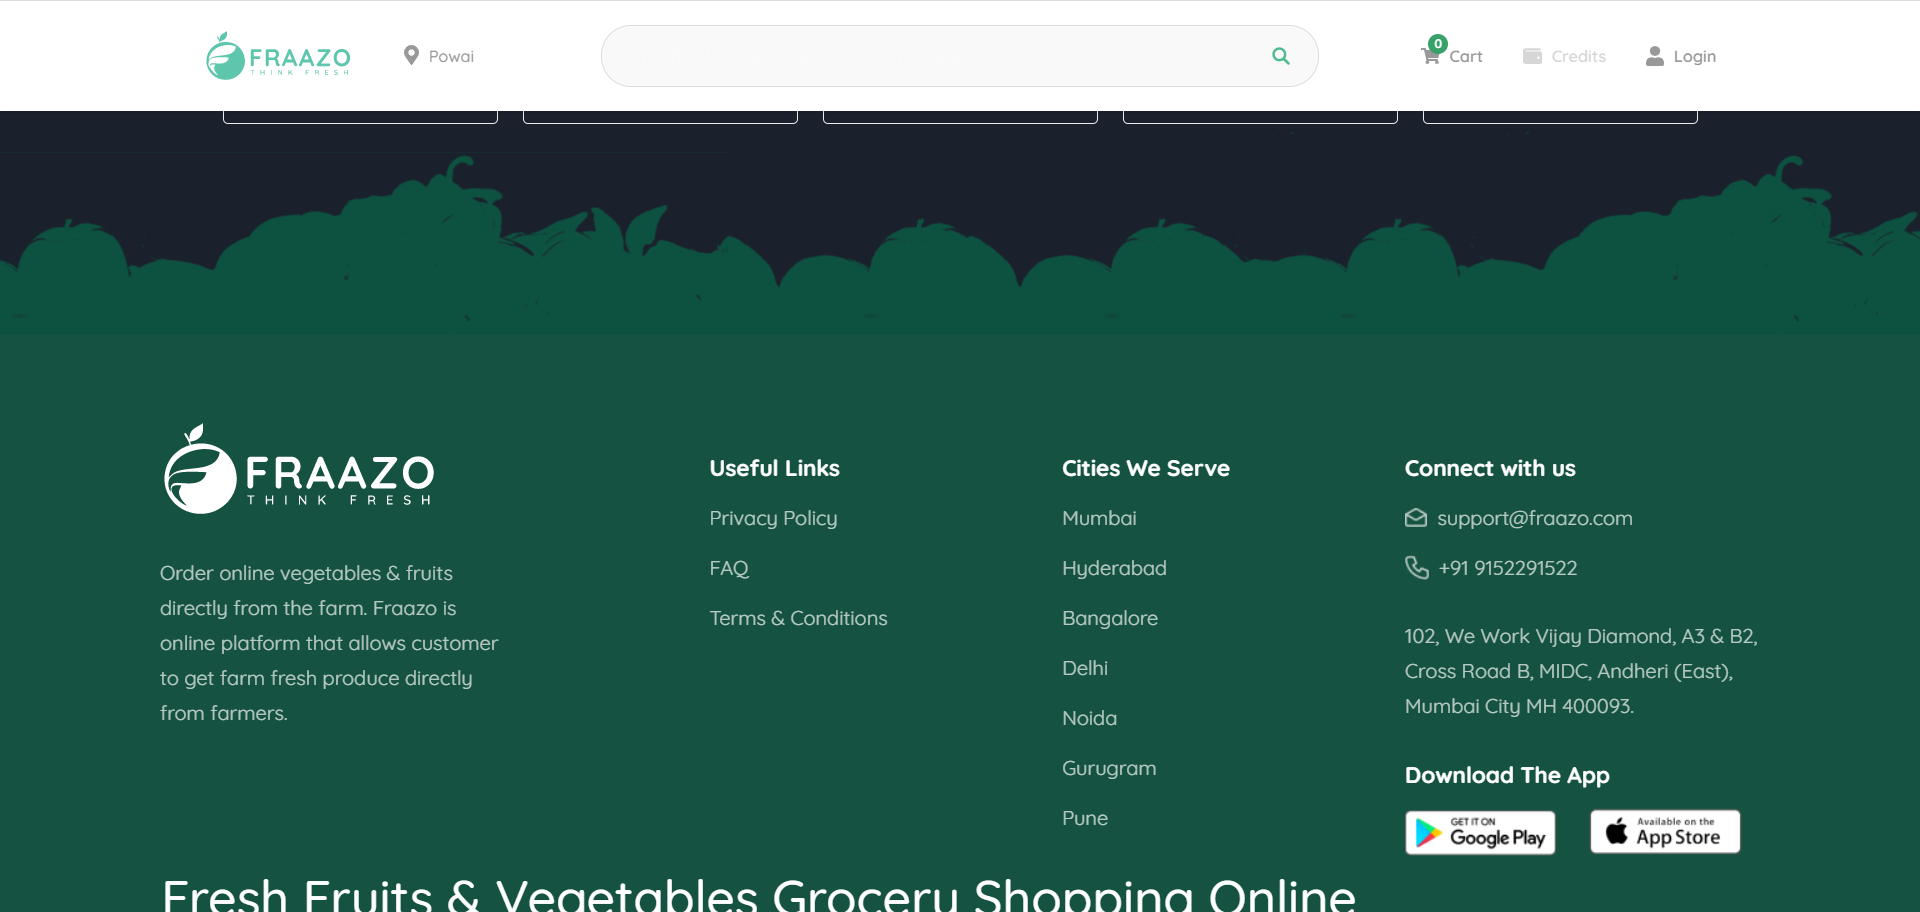 FRAAZO
THINK FRESH
Powai
0
Cart
Credits
Login
FRAAZO
THINK FRESH
Order online vegetables & fruits
directly from the farm. Fraazo is
online platform that allows customer
to get farm fresh produce directly
from farmers.
Useful Links
Privacy Policy
FAQ
Terms & Conditions
Cities We Serve
Mumbai
Hyderabad
Bangalore
Delhi
Noida
Gurugram
Pune
Connect with us
support@fraazo.com
+91 9152291522
102, We Work Vijay Diamond, A3 & B2,
Cross Road B, MIDC, Andheri (East),
Mumbai City MH 400093.
Download The App
GET IT ON
Google Play
Available on the
App Store
Fresh Fruits & Vegetables Grocery Shopping Online